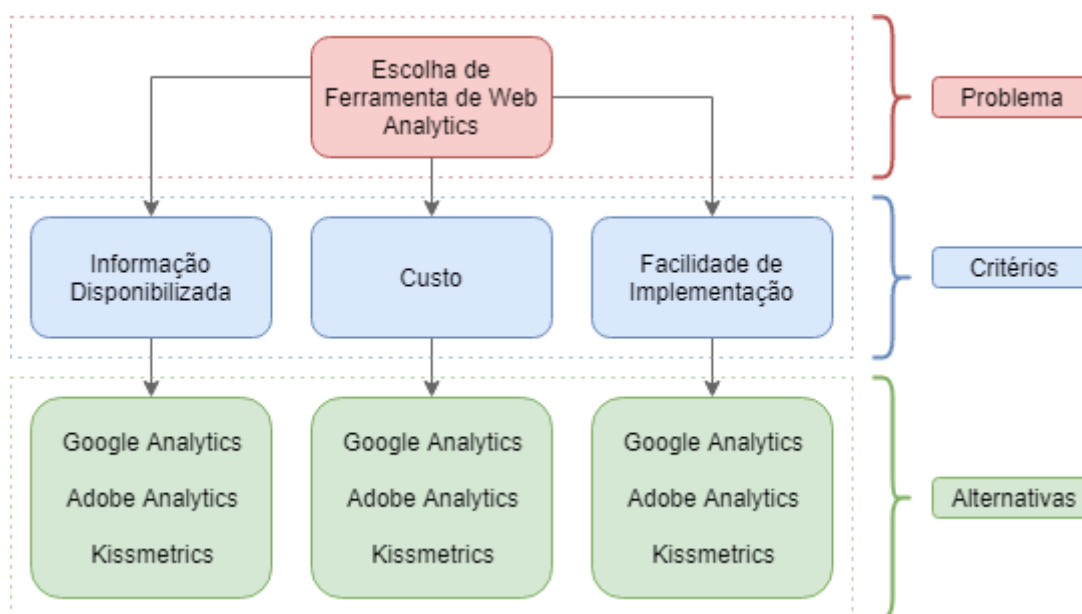 Escolha de
Ferramenta de Web
Analytics
Problema
Informação
Disponibilizada
Custo
Facilidade de
Implementação
Critérios
Google Analytics
Adobe Analytics
Kissmetrics
Google Analytics
Adobe Analytics
Kissmetrics
Google Analytics
Adobe Analytics
Kissmetrics
Alternativas